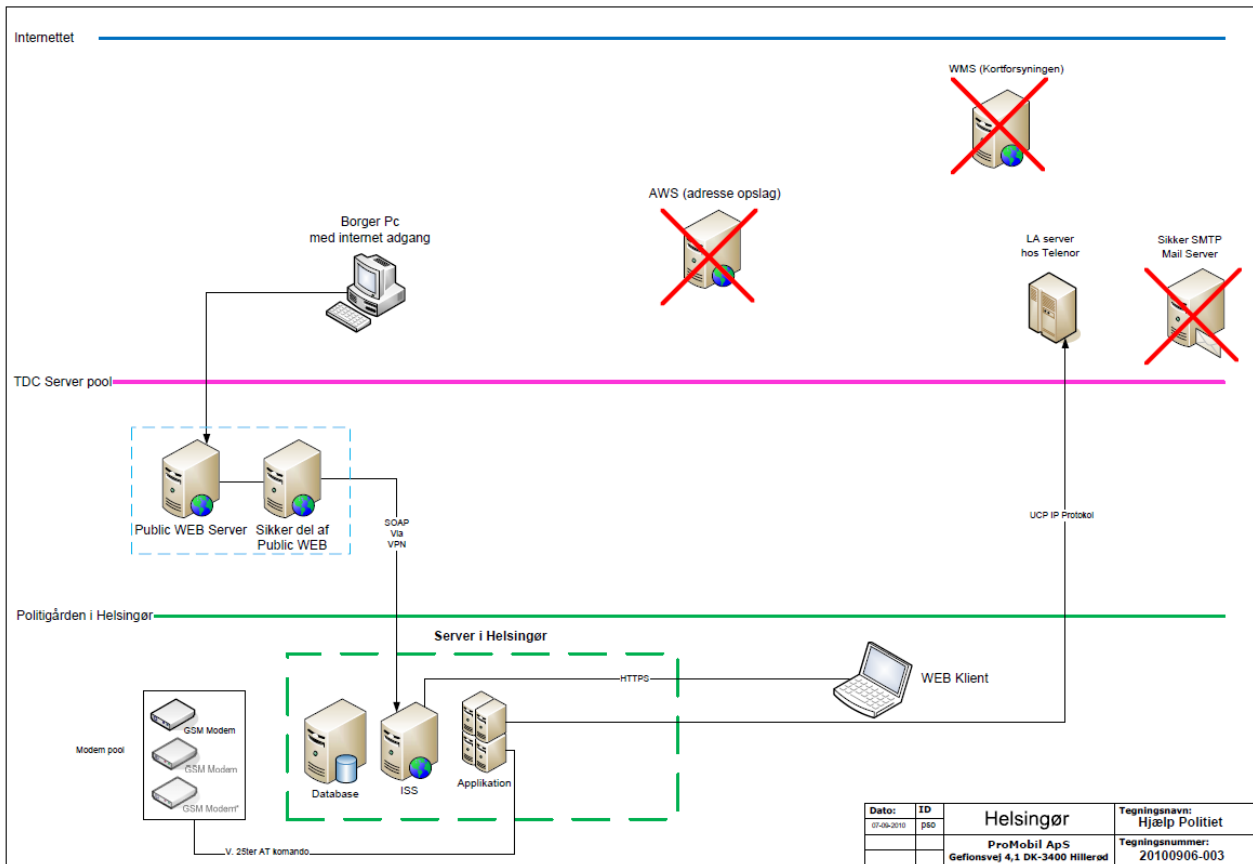 Internettet
WMS (Kortforsyningen)
AWS (adresse opslag)
Borger Pc
med internet adgang
LA server
hos Telenor
Sikker SMTP
Mail Server
TDC Server pool
Public WEB Server
Sikker del af
Public WEB
SOAP
Via
VPN
UCP IP Protokol
Politigården i Helsingør
Server i Helsingør
HTTPS
WEB Klient
Modem pool
GSM Modem
GSM Modem
GSM Modem*
Database
ISS
Applikation
V. 25ter AT komando
Dato:
ID
07-09-2010
pso
Helsingør
Tegningsnavn:
Hjælp Politiet
ProMobil ApS
Gefionsvej 4,1 DK-3400 Hillerød
Tegningsnummer:
20100906-003